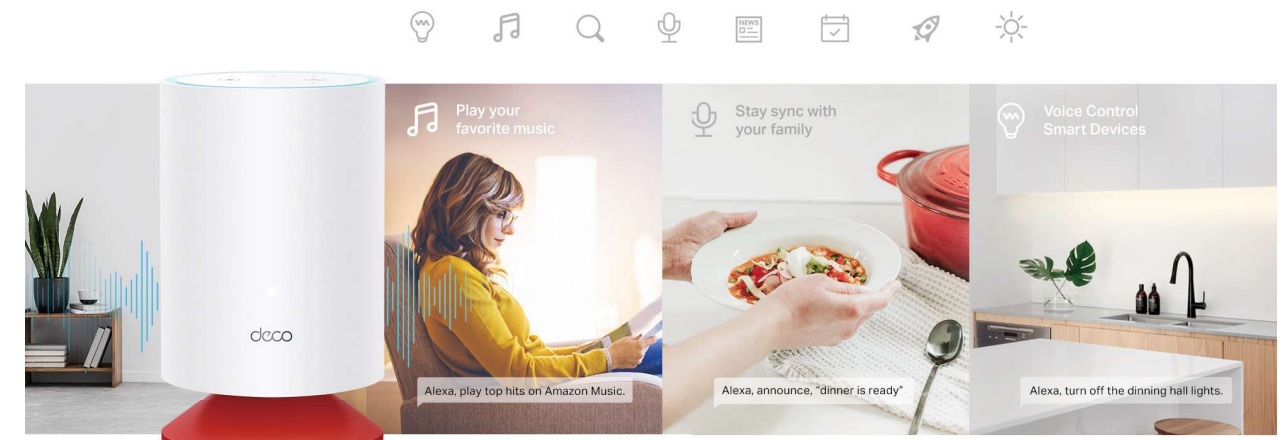 NEWS
Play your
favorite music
Stay sync with
your family
Voice Control
Smart Devices
deco
Alexa, play top hits on Amazon Music.
Alexa, announce, “dinner is ready”
Alexa, turn off the dinning hall lights.